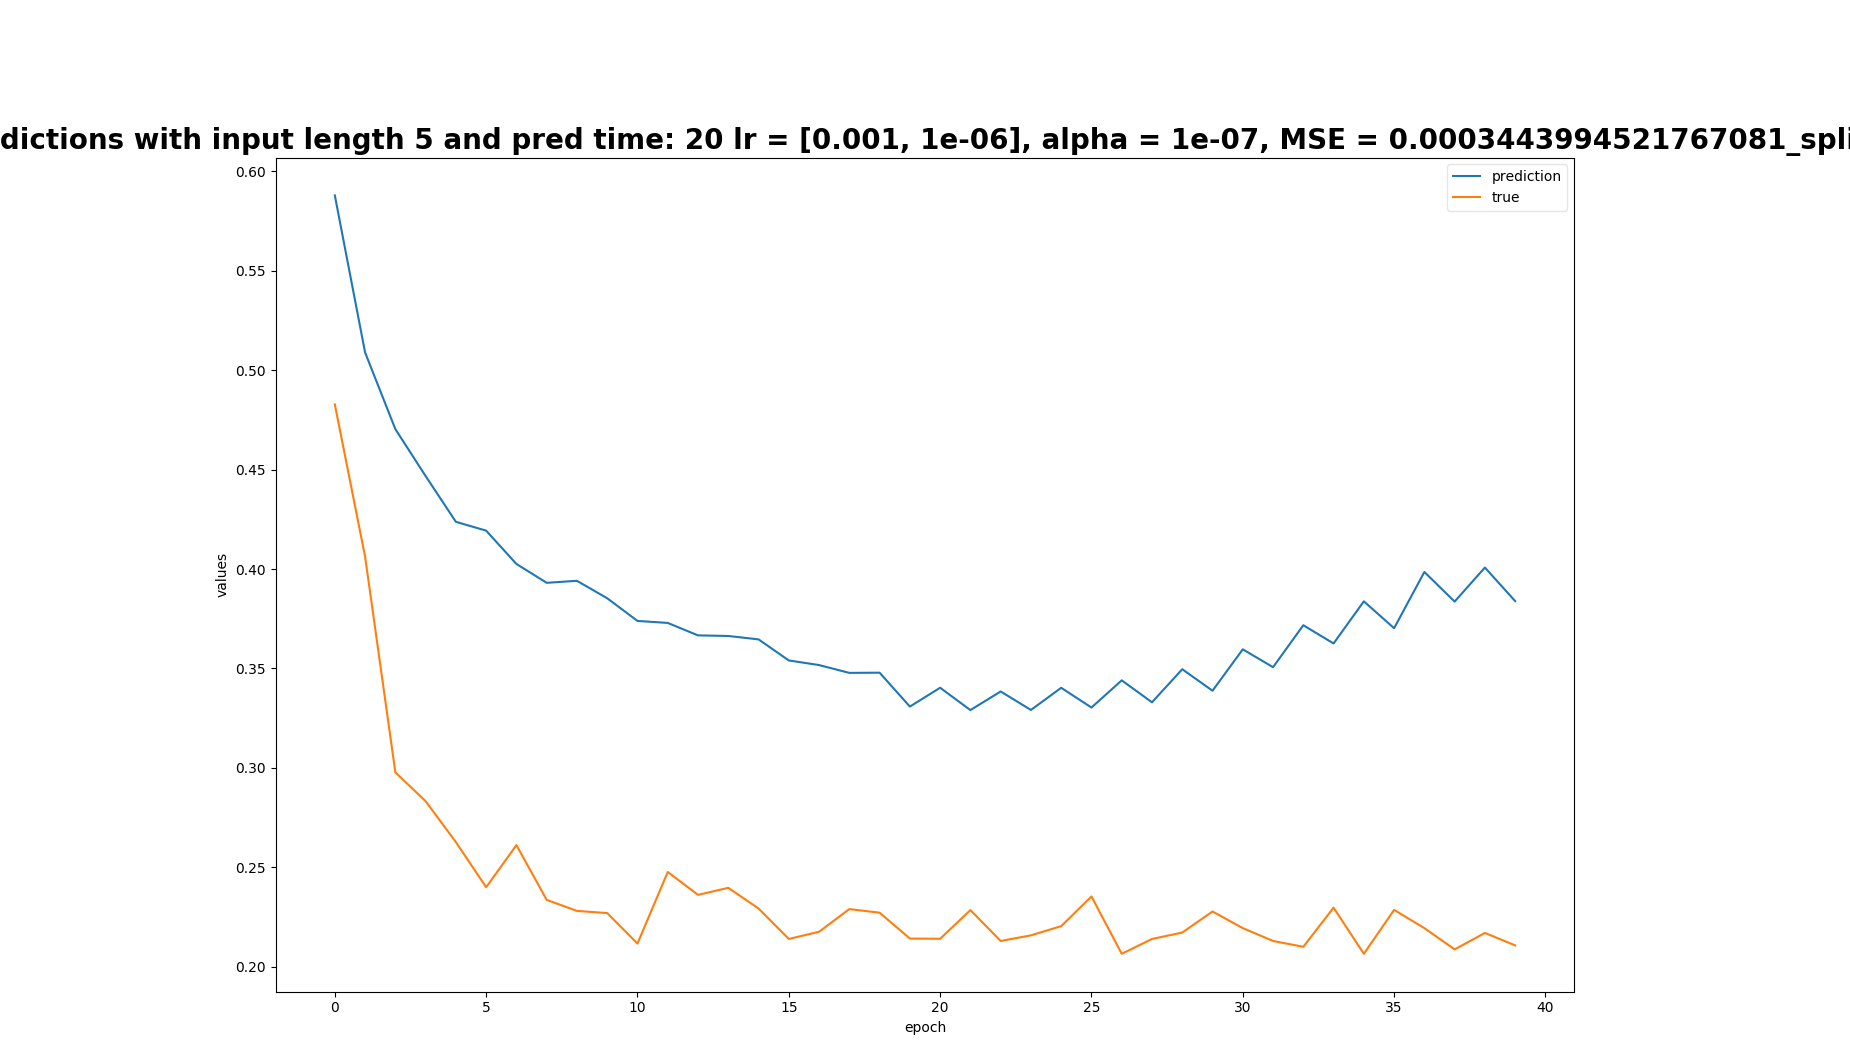 dictions with input length 5 and pred time: 20 lr = [0.001, 1e-06], alpha = 1e-07, MSE = 0.0003443994521767081_spli
prediction
true
0.60
0.55
0.50
0.45
0.40
0.35
0.30
0.25
0.20
values
0 5 10 15 20 25 30 35 40
epoch